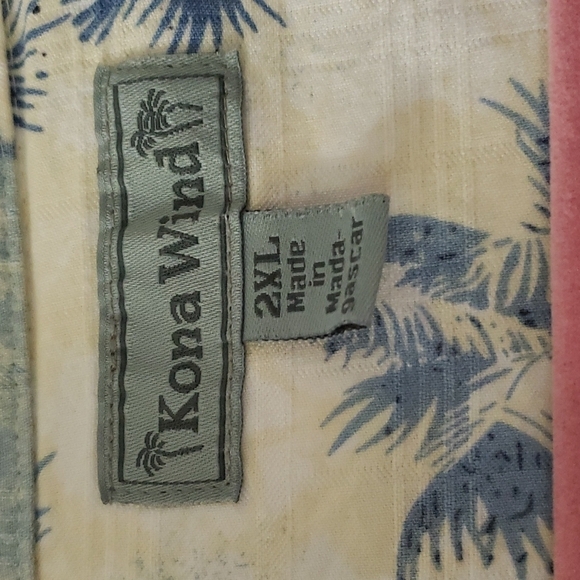 Kona Wind
2XL
Made
in
Mada-
gascar